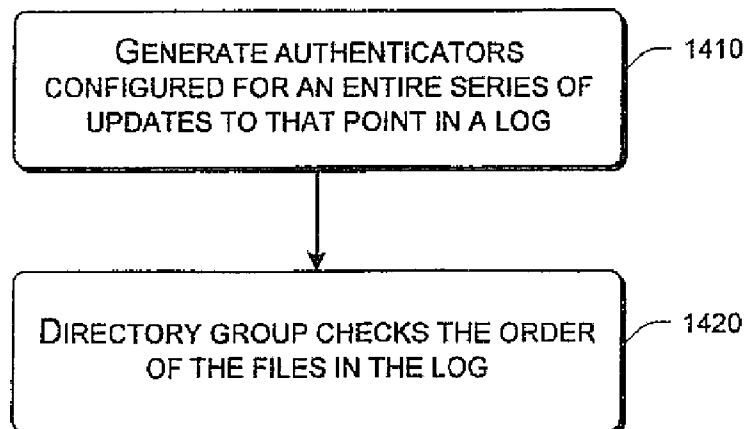 GENERATE AUTHENTICATORS
CONFIGURED FOR AN ENTIRE SERIES OF
UPDATES TO THAT POINT IN A LOG
1410
DIRECTORY GROUP CHECKS THE ORDER
OF THE FILES IN THE LOG
1420